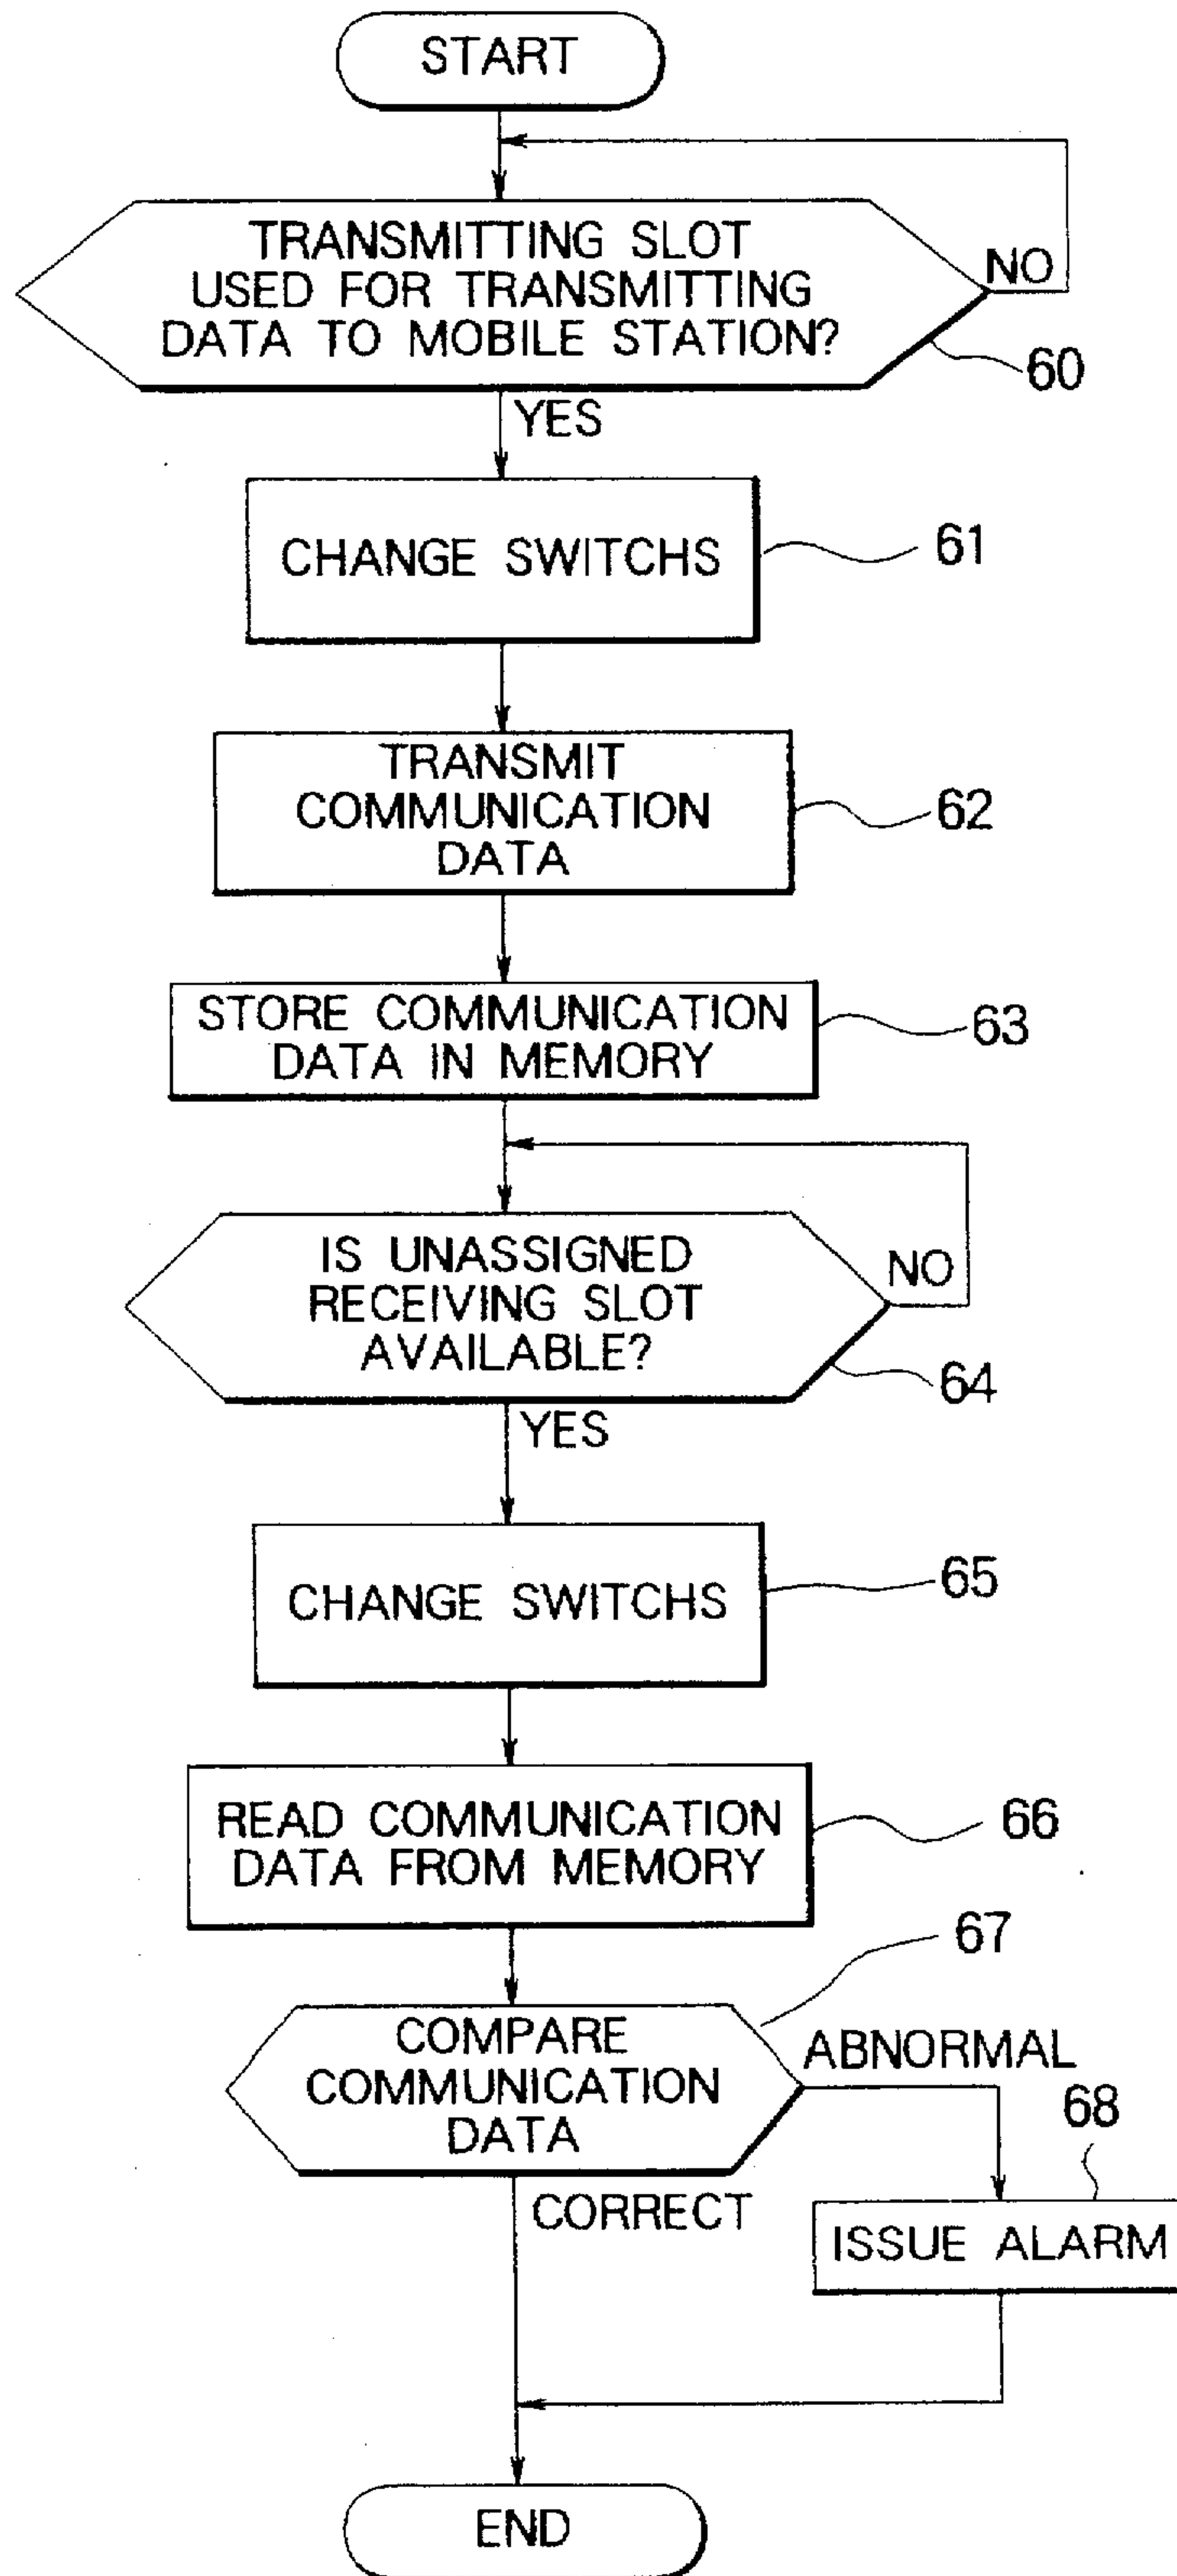 START
TRANSMITTING SLOT
USED FOR TRANSMITTING
DATA TO MOBILE STATION?
NO
60
YES
CHANGE SWITCHS
61
TRANSMIT
COMMUNICATION
DATA
62
STORE COMMUNICATION
DATA IN MEMORY
63
IS UNASSIGNED
RECEIVING SLOT
AVAILABLE?
NO
64
YES
CHANGE SWITCHS
65
READ COMMUNICATION
DATA FROM MEMORY
66
67
COMPARE
COMMUNICATION
DATA
ABNORMAL
68
CORRECT
ISSUE ALARM
END